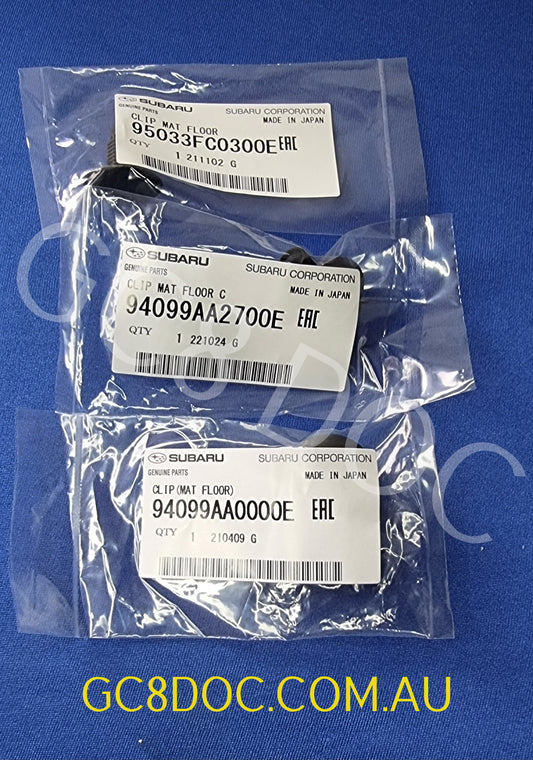 SUBARU SUBARU CORPORATION
GENUINE PARTS MADE IN JAPAN
CLIP MAT FLOOR
95033FC0300E EAC
QTY 1 211102 G
SUBARU SUBARU CORPORATION
GENUINE PARTS MADE IN JAPAN
CLIP MAT FLOOR C
94099AA2700E EAC
QTY 1 221024 G
SUBARU SUBARU CORPORATION
GENUINE PARTS MADE IN JAPAN
CLIP(MAT FLOOR)
94099AA0000E EAC
QTY 1 210409 G
GC8 DOC
GC8DOC.COM.AU